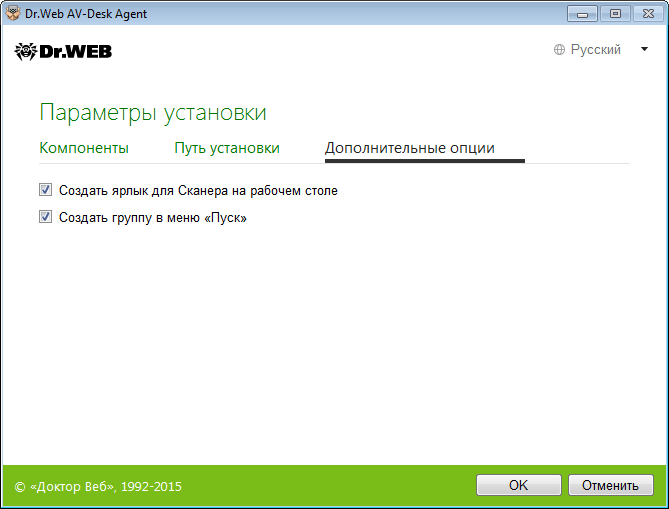 Dr.Web AV-Desk Agent
Dr.WEB
Русский
Параметры установки
Компоненты Путь установки Дополнительные опции
Создать ярлык для Сканера на рабочем столе
Создать группу в меню «Пуск»
© «Доктор Веб», 1992-2015
OK Отменить